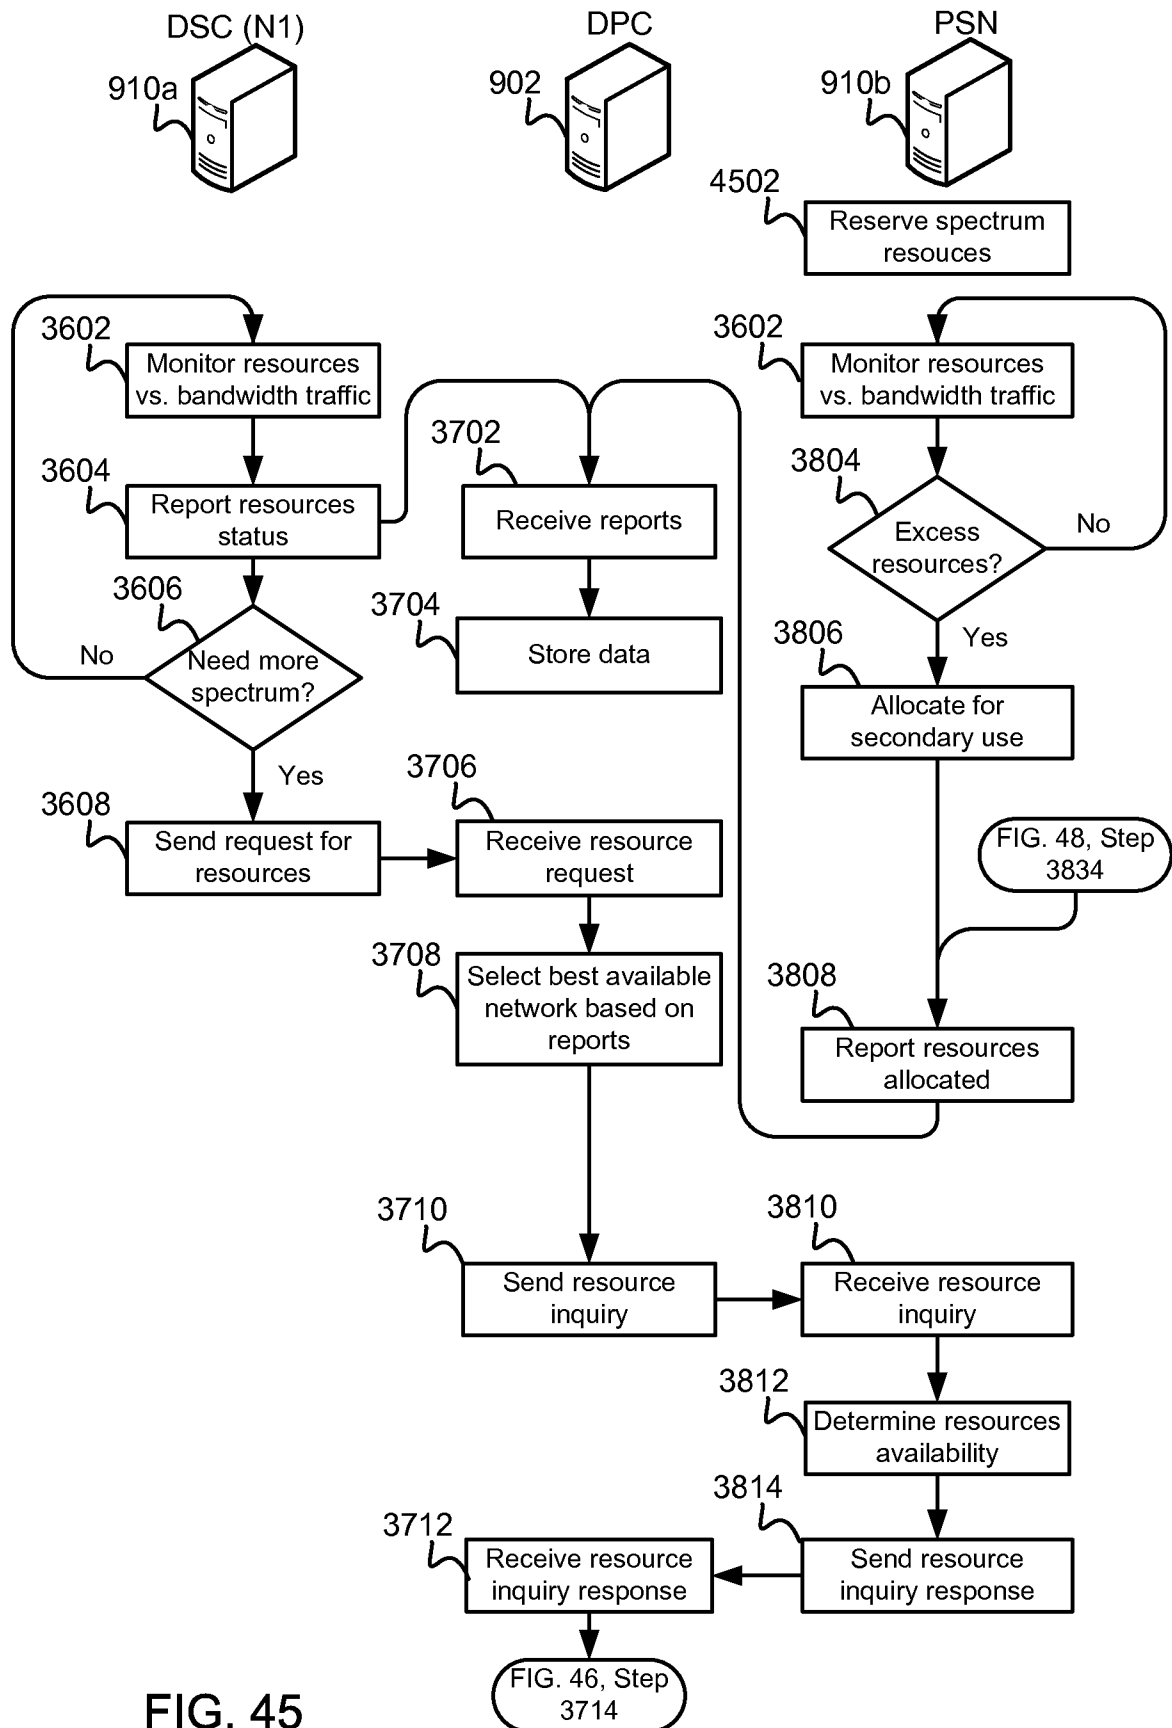 DSC (N1)
DPC
PSN
910a
902
910b
4502
Reserve spectrum
resouces
3602
Monitor resources
vs. bandwidth traffic
3602
Monitor resources
vs. bandwidth traffic
3702
Receive reports
3604
Report resources
status
3804
Excess
resources?
No
3606
Need more
spectrum?
No
Yes
3704
Store data
Yes
3806
Allocate for
secondary use
3608
Send request for
resources
3706
Receive resource
request
FIG. 48, Step
3834
3708
Select best available
network based on
reports
3808
Report resources
allocated
3710
Send resource
inquiry
3810
Receive resource
inquiry
3812
Determine resources
availability
3814
Send resource
inquiry response
3712
Receive resource
inquiry response
FIG. 46, Step
3714
FIG. 45